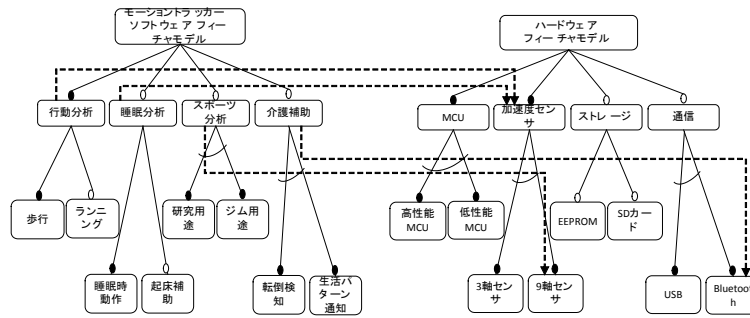 モーショントラッカー
ソフトウェア フィー
チャモデル
ハードウェア
フィーチャモデル
行動分析
睡眠分析
スポーツ
分析
介護補助
MCU
加速度セン
サ
ストレージ
通信
歩行
ランニ
ング
研究用
途
ジム用
途
高性能
MCU
低性能
MCU
EEPROM
SDカー
ド
睡眠時
動作
起床補
助
転倒検
知
生活パ
ターン
通知
3軸セン
サ
9軸セン
サ
USB
Bluetoot
h